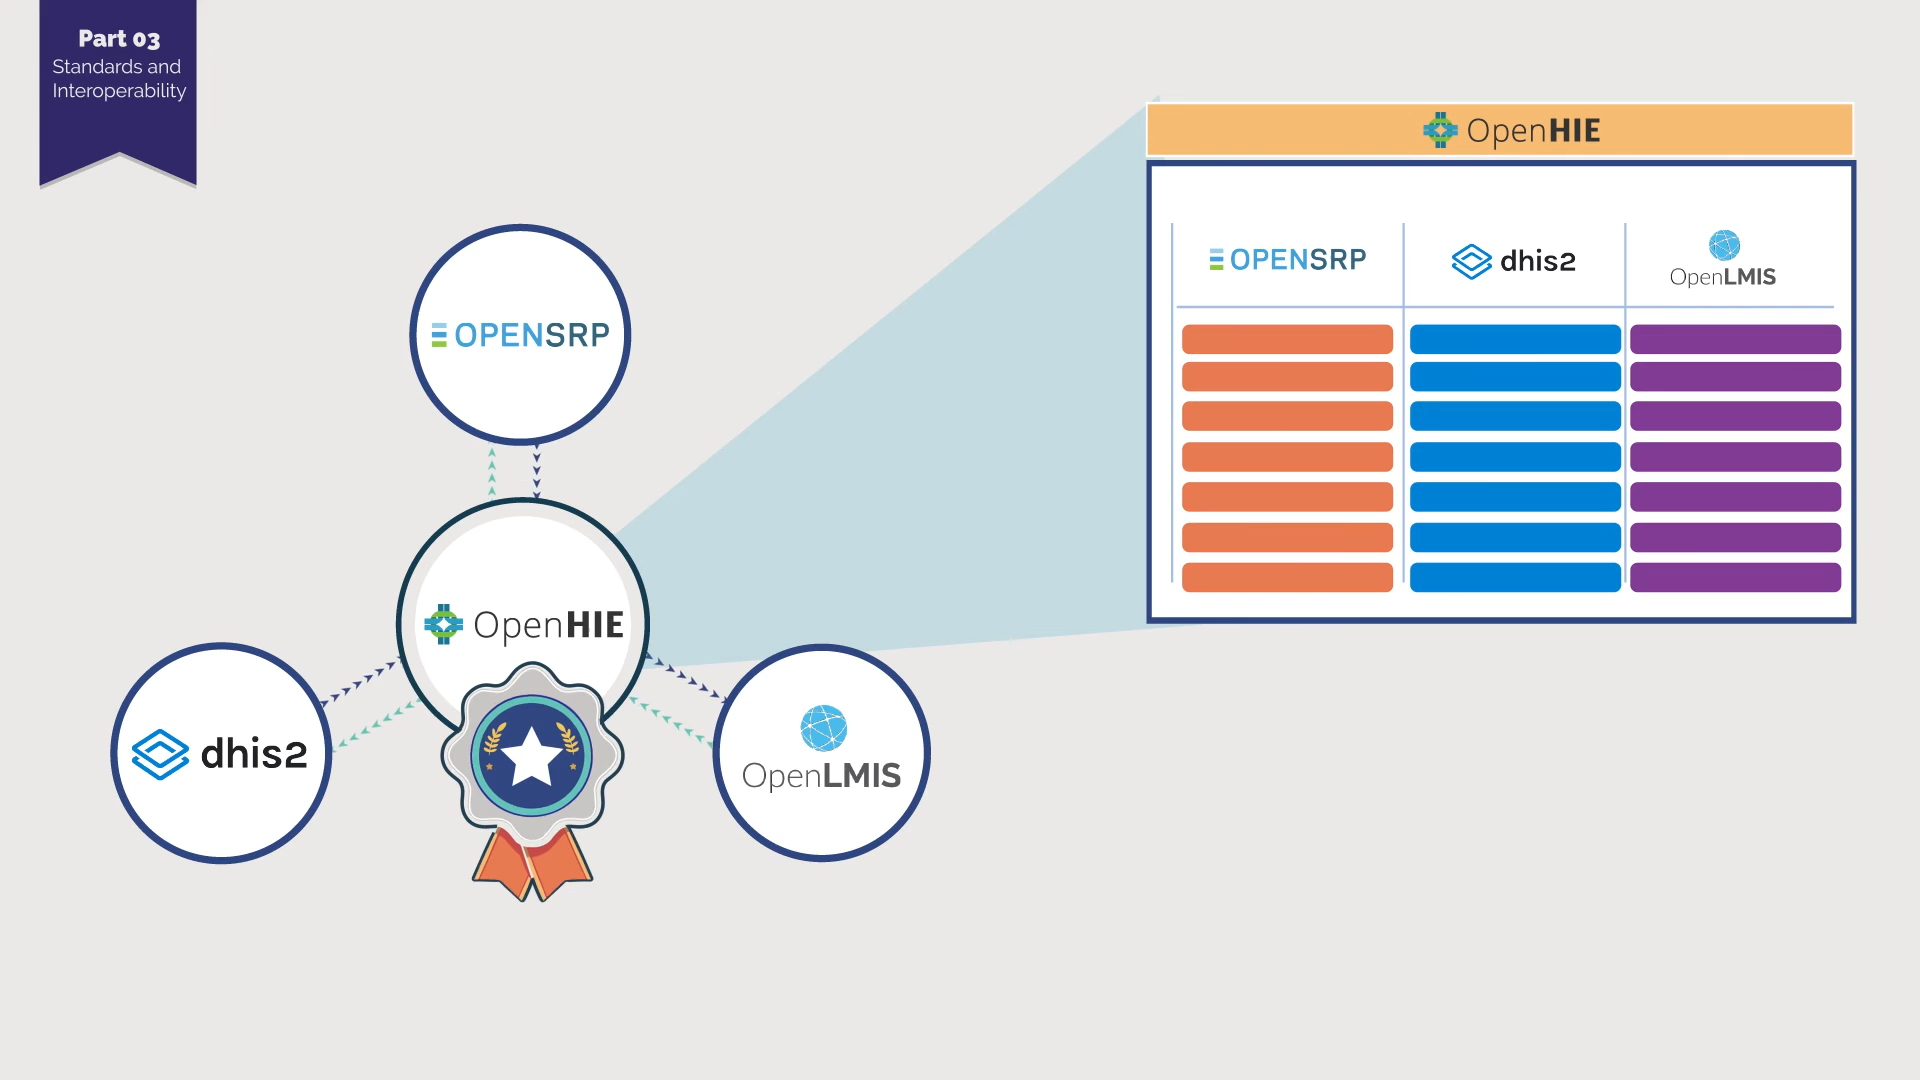 Part 03
Standards and
Interoperability
OpenHIE
OPENSRP
dhis2
OpenLMIS
OPENSRP
OpenHIE
dhis2
OpenLMIS